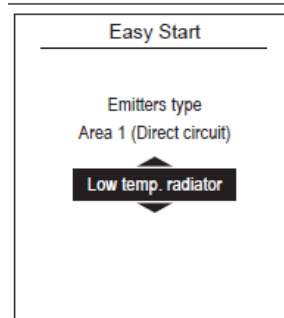 Easy Start
Emitters type
Area 1 (Direct circuit)
Low temp. radiator